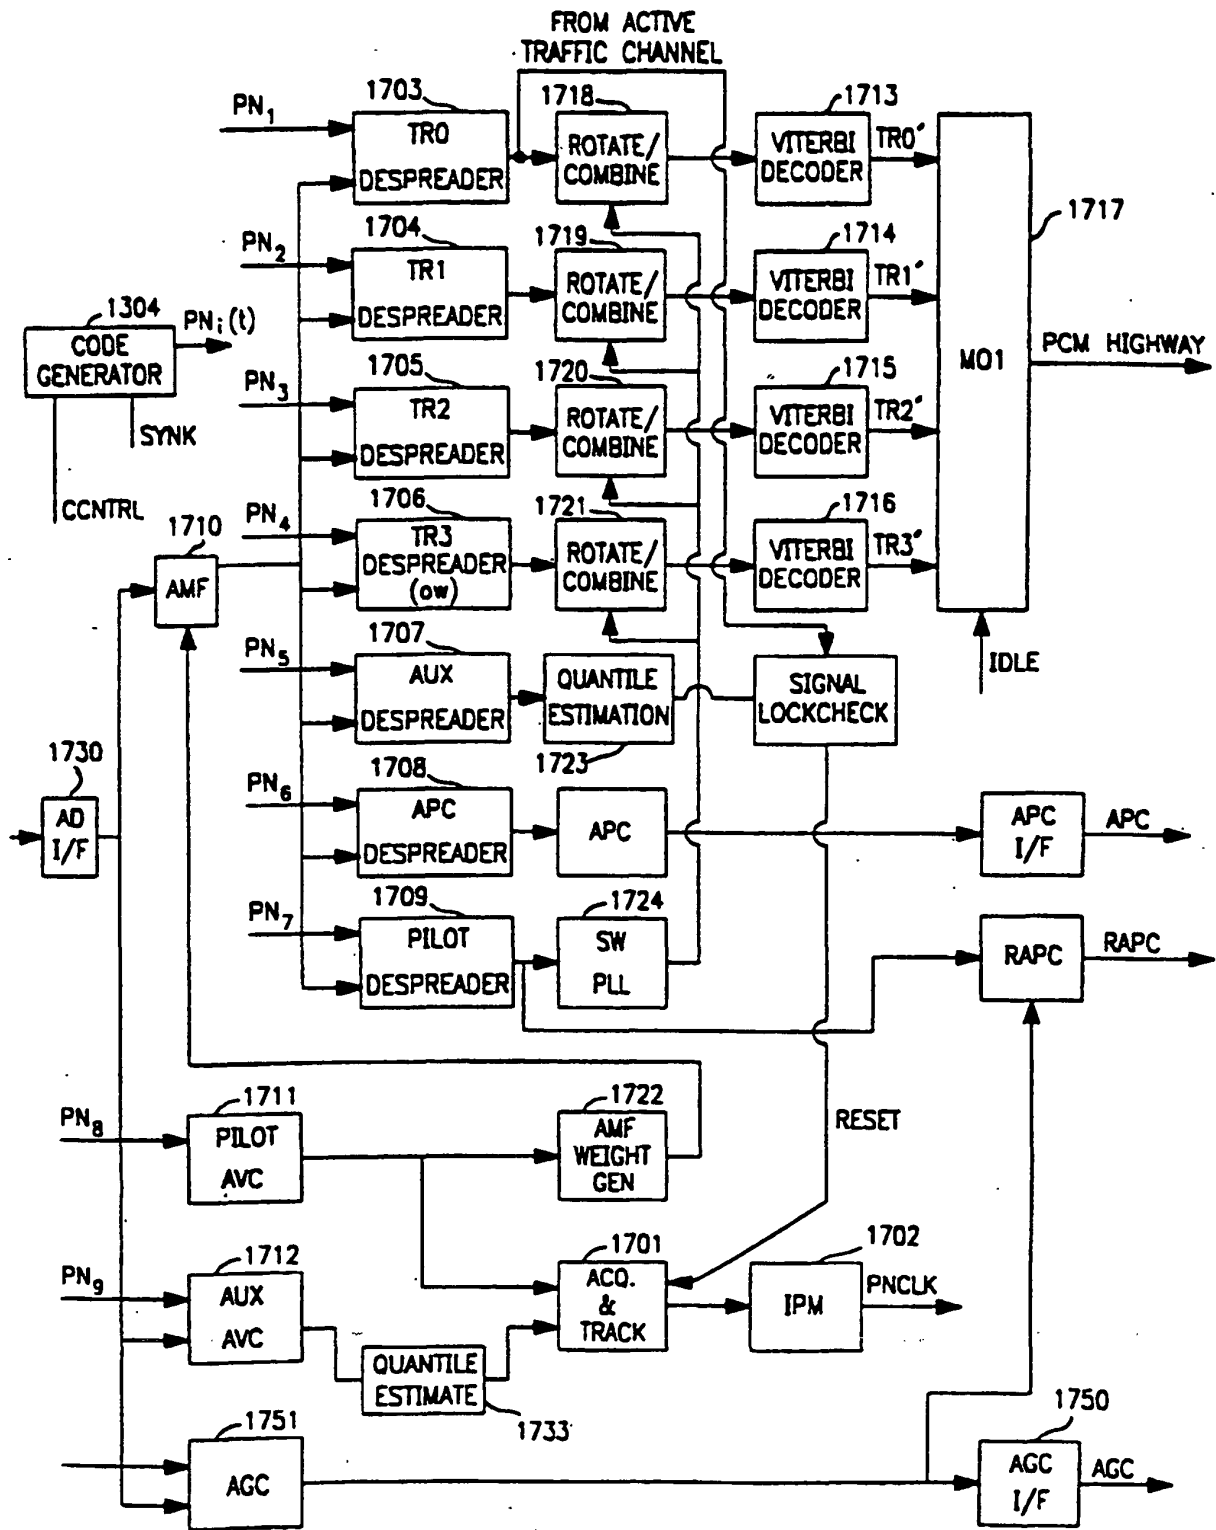 FROM ACTIVE
TRAFFIC CHANNEL
1703
1718
1713
PN1
TR0
DESPREADER
ROTATE/
COMBINE
VITERBI
DECODER
TR0'
1717
1704
1719
1714
PN2
TR1
DESPREADER
ROTATE/
COMBINE
VITERBI
DECODER
TR1'
1304
CODE
GENERATOR
PNi(t)
SYNK
CCNTRL
MO1
PCM HIGHWAY
1705
1720
1715
PN3
TR2
DESPREADER
ROTATE/
COMBINE
VITERBI
DECODER
TR2'
1706
1721
1716
PN4
TR3
DESPREADER
(OW)
ROTATE/
COMBINE
VITERBI
DECODER
TR3'
1710
AMF
IDLE
1707
PN5
AUX
DESPREADER
QUANTILE
ESTIMATION
1723
SIGNAL
LOCKCHECK
1730
AD
I/F
1708
PN6
APC
DESPREADER
APC
APC
I/F
APC
1709
1724
PN7
PILOT
DESPREADER
SW
PLL
RAPC
RAPC
1711
1722
PN8
PILOT
AVC
AMF
WEIGHT
GEN
RESET
1712
1701
1702
PN9
AUX
AVC
ACQ.
&
TRACK
IPM
PNCLK
QUANTILE
ESTIMATE
1733
1751
1750
AGC
AGC
I/F
AGC